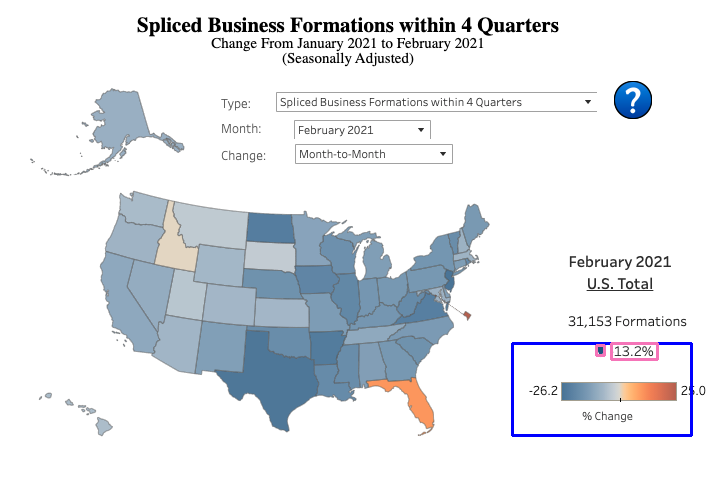 Spliced Business Formations within 4 Quarters
Change From January 2021 to February 2021
(Seasonally Adjusted)
Type: Spliced Business Formations within 4 Quarters
?
Month: February 2021
Change: Month-to-Month
February 2021
U.S. Total
31,153 Formations
13.2%
-26.2 25.0
% Change